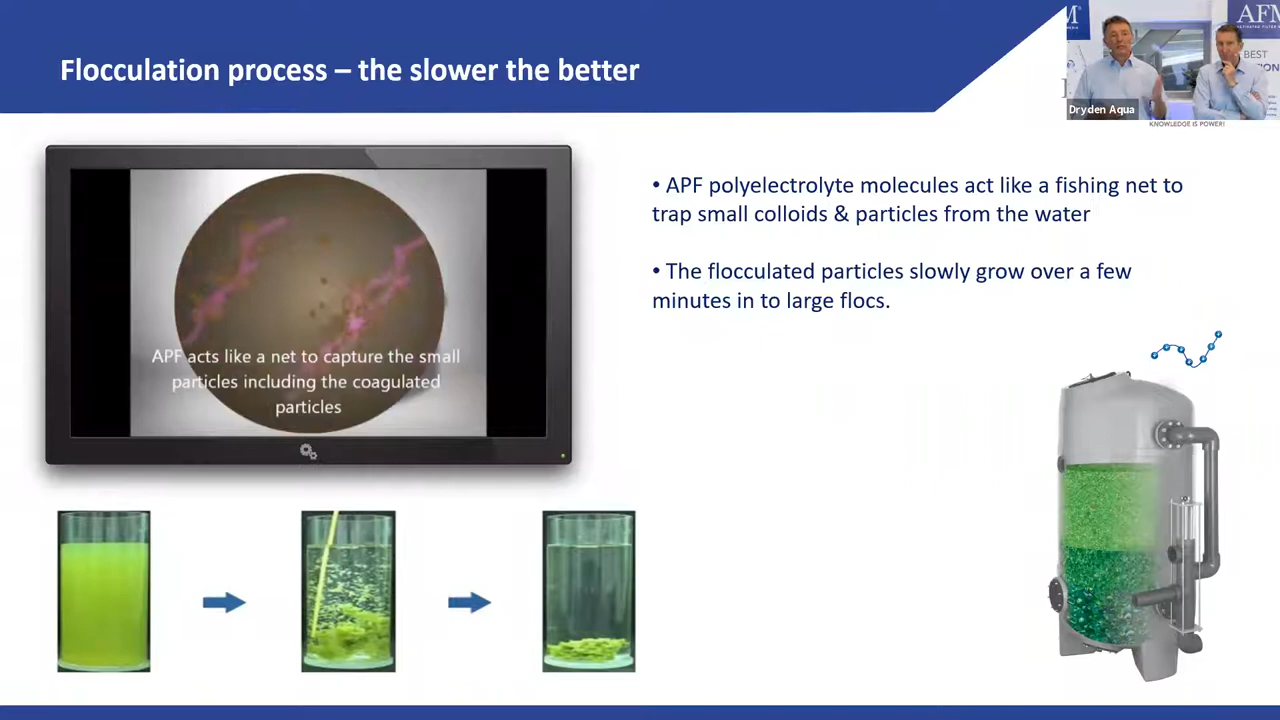 Flocculation process – the slower the better
AFM
BEST
Dryden Aqua
KNOWLEDGE IS POWER!
• APF polyelectrolyte molecules act like a fishing net to
trap small colloids & particles from the water
• The flocculated particles slowly grow over a few
minutes in to large flocs.
APF acts like a net to capture the small
particles including the coagulated
particles